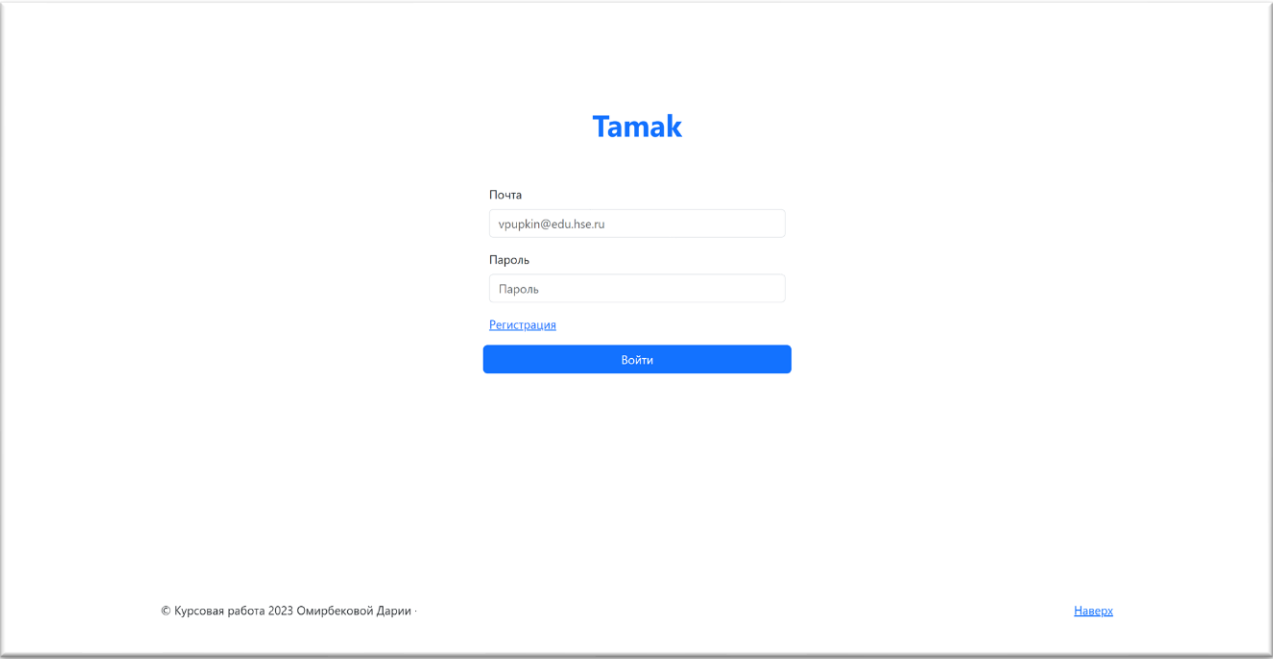 Tamak
Почта
vpupkin@edu.hse.ru
Пароль
Пароль
Регистрация
Войти
© Курсовая работа 2023 Омирбековой Дарии · Наверх